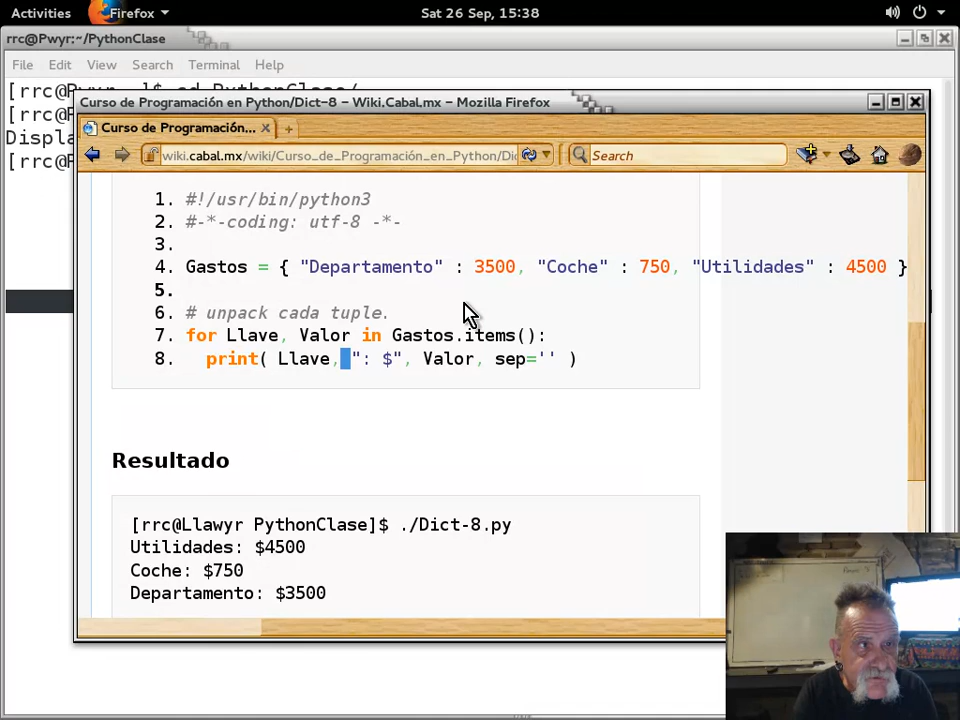 Activities Firefox Sat 26 Sep, 15:38
rrc@Pwyr:~/PythonClase
File Edit View Search Terminal Help
[rrc@Pwyr ~]$ cd PythonClase/
[rrc@P
Displa
[rrc@P
Curso de Programación en Python/Dict-8 – Wiki.Cabal.mx – Mozilla Firefox
Curso de Programación...
wiki.cabal.mx/wiki/Curso_de_Programación_en_Python/Dic
Search
1. #!/usr/bin/python3
2. #-*-coding: utf-8 -*-
3.
4. Gastos = { "Departamento" : 3500, "Coche" : 750, "Utilidades" : 4500 }
5.
6. # unpack cada tuple.
7. for Llave, Valor in Gastos.items():
8. print( Llave, ": $", Valor, sep='' )
Resultado
[rrc@Llawyr PythonClase]$ ./Dict-8.py
Utilidades: $4500
Coche: $750
Departamento: $3500